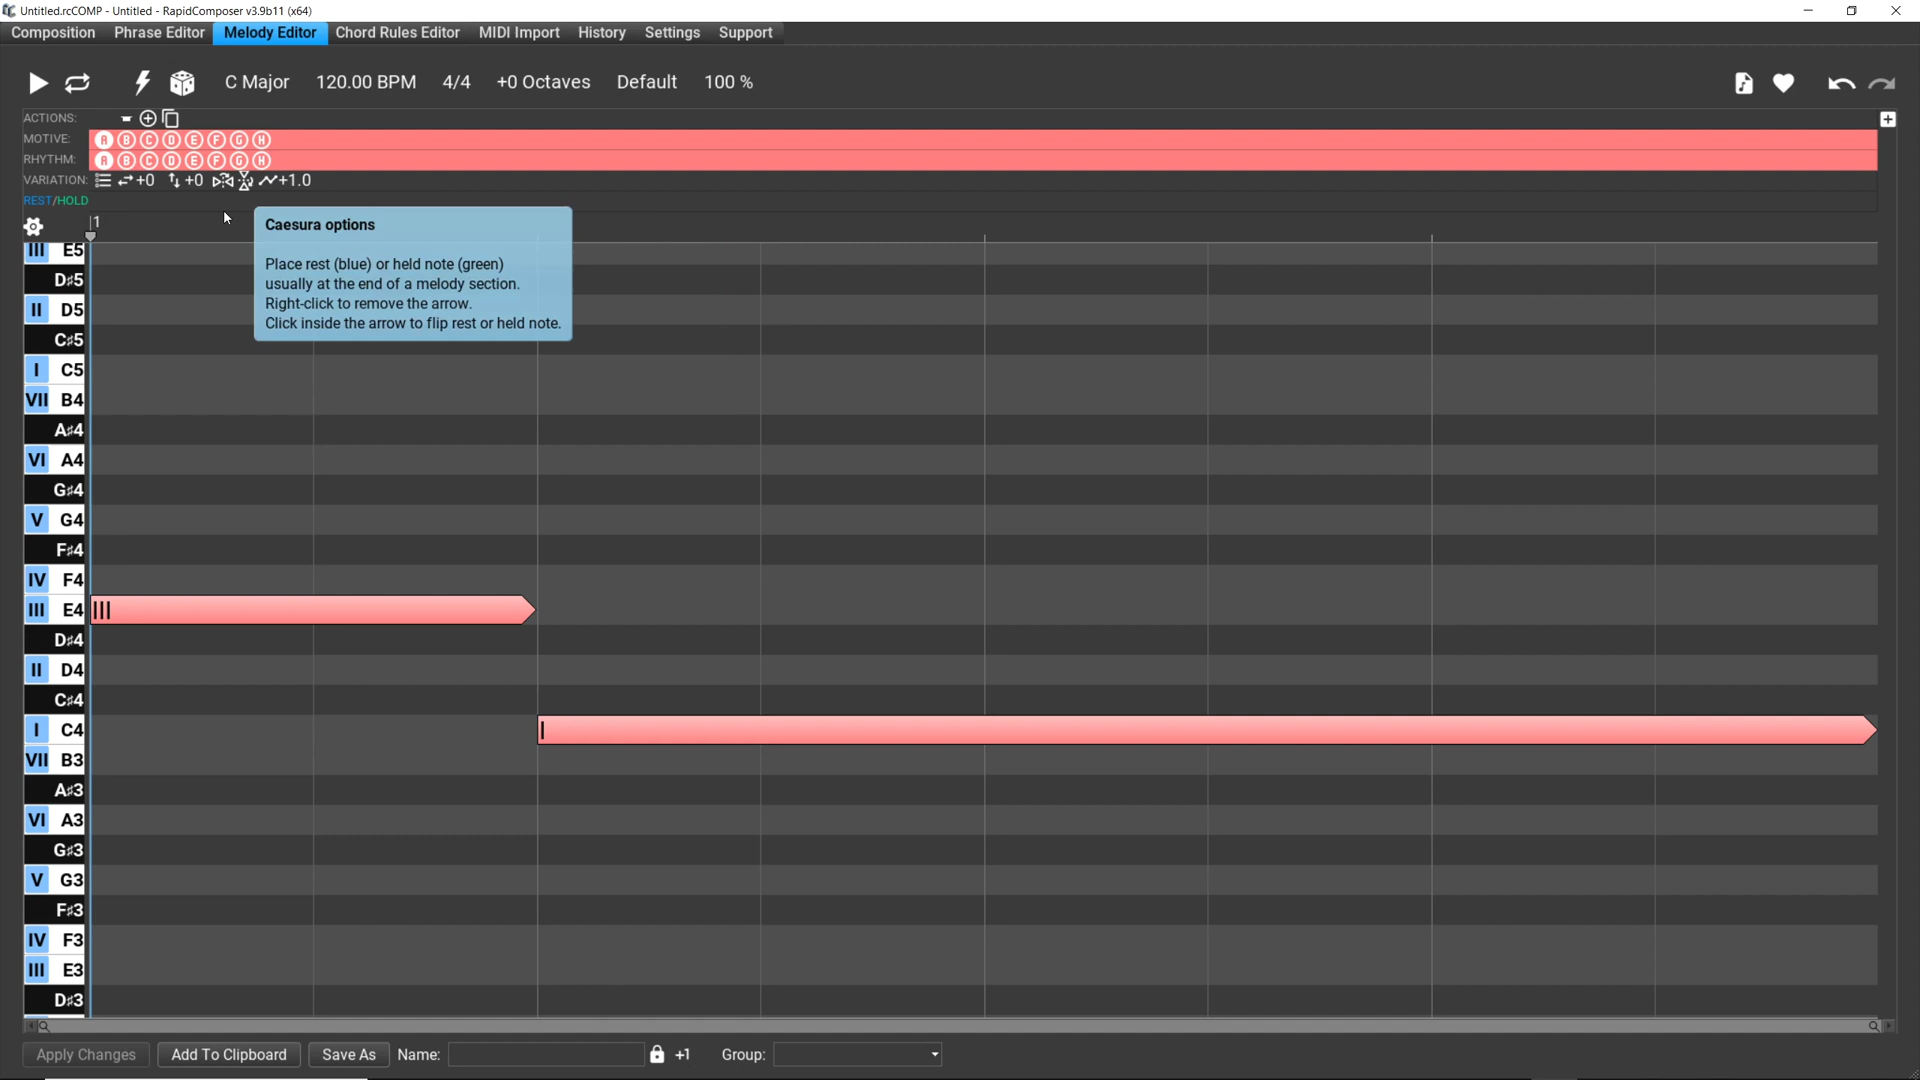 Untitled.rcCOMP - Untitled - RapidComposer v3.9b11 (x64)
Composition Phrase Editor Melody Editor Chord Rules Editor MIDI Import History Settings Support
C Major 120.00 BPM 4/4 +0 Octaves Default 100 %
ACTIONS:
MOTIVE: A B C D E F G H
RHYTHM: A B C D E F G H
VARIATION: +0 +0 +1.0
REST/HOLD
1
Caesura options
Place rest (blue) or held note (green)
usually at the end of a melody section.
Right-click to remove the arrow.
Click inside the arrow to flip rest or held note.
III E5
D♯5
II D5
C♯5
I C5
VII B4
A♯4
VI A4
G♯4
V G4
F♯4
IV F4
III E4 III
D♯4
II D4
C♯4
I C4 I
VII B3
A♯3
VI A3
G♯3
V G3
F♯3
IV F3
III E3
D♯3
Apply Changes Add To Clipboard Save As Name: +1 Group: